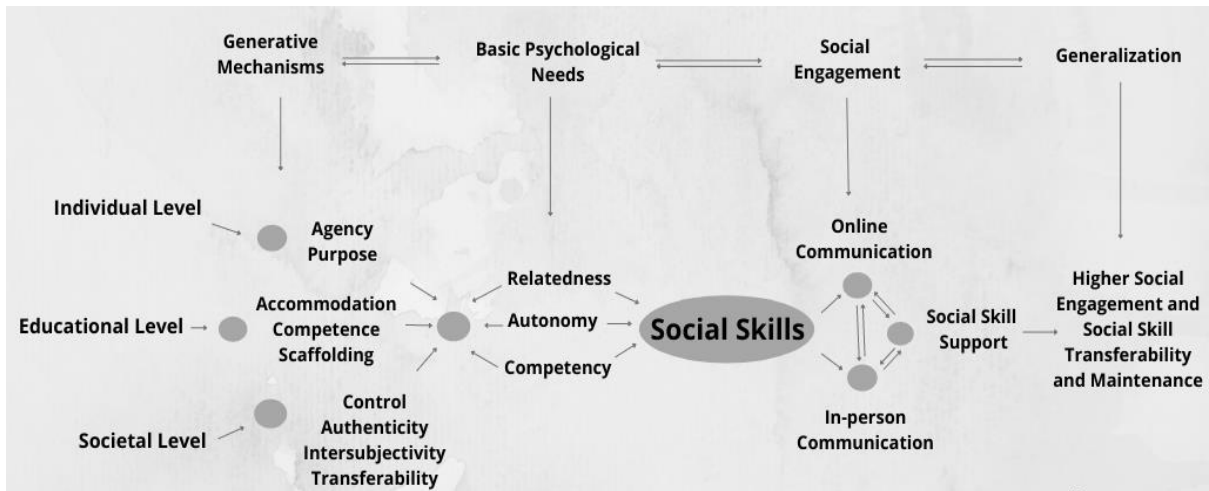 Generative
Mechanisms
Basic Psychological
Needs
Social
Engagement
Generalization
Individual Level
Agency
Purpose
Educational Level
Accommodation
Competence
Scaffolding
Societal Level
Control
Authenticity
Intersubjectivity
Transferability
Relatedness
Autonomy
Competency
Social Skills
Online
Communication
Social Skill
Support
In-person
Communication
Higher Social
Engagement and
Social Skill
Transferability
and Maintenance